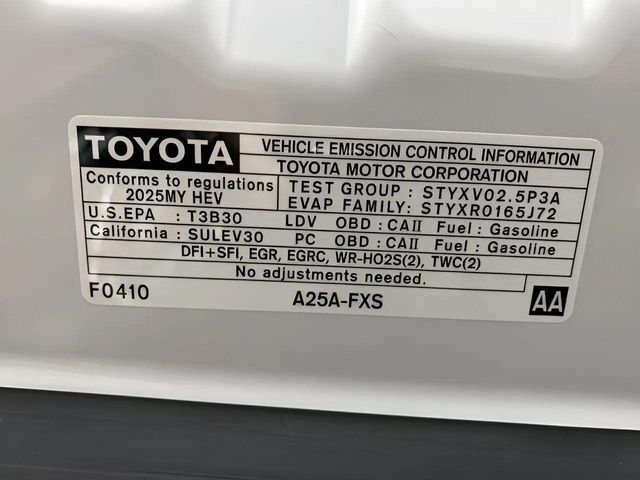 TOYOTA
VEHICLE EMISSION CONTROL INFORMATION
TOYOTA MOTOR CORPORATION
Conforms to regulations
2025MY HEV
TEST GROUP : STYXV02.5P3A
EVAP FAMILY: STYXR0165J72
U.S.EPA : T3B30 LDV OBD : CAII Fuel : Gasoline
California : SULEV30 PC OBD : CAII Fuel : Gasoline
DFI+SFI, EGR, EGRC, WR-HO2S(2), TWC(2)
No adjustments needed.
F0410 A25A-FXS AA